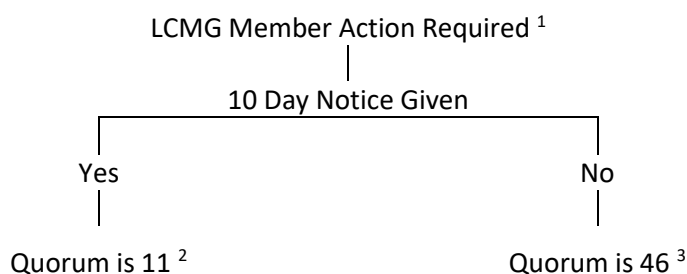 LCMG Member Action Required ¹
10 Day Notice Given
Yes No
Quorum is 11 ² Quorum is 46 ³